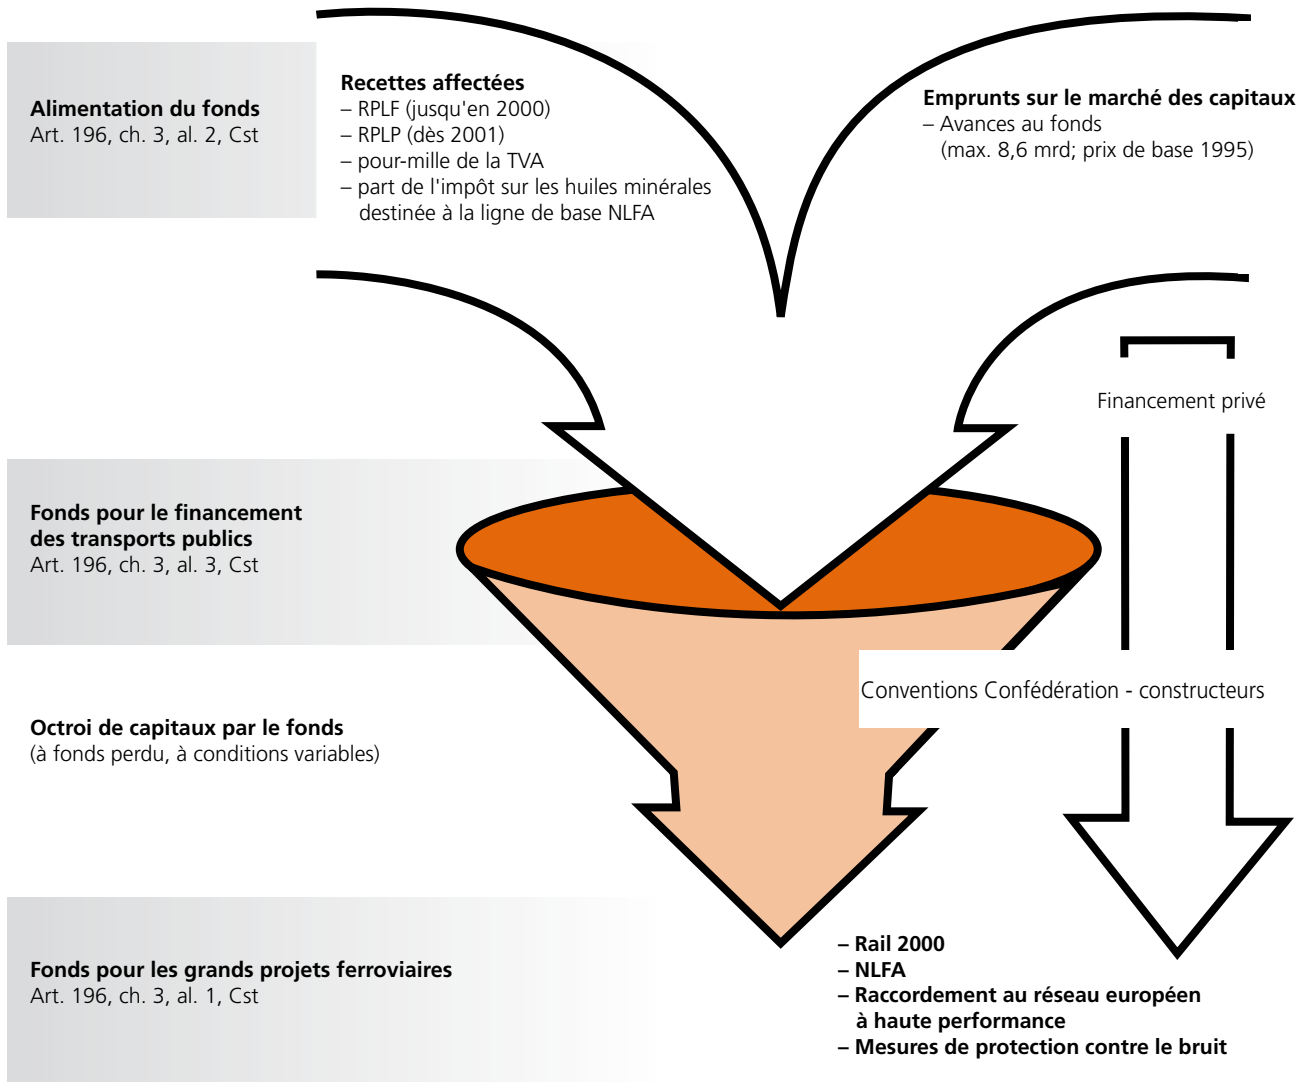 Alimentation du fonds
Art. 196, ch. 3, al. 2, Cst
Recettes affectées
– RPLF (jusqu'en 2000)
– RPLP (dès 2001)
– pour-mille de la TVA
– part de l'impôt sur les huiles minérales
destinée à la ligne de base NLFA
Emprunts sur le marché des capitaux
– Avances au fonds
(max. 8,6 mrd; prix de base 1995)
Financement privé
Fonds pour le financement
des transports publics
Art. 196, ch. 3, al. 3, Cst
Conventions Confédération - constructeurs
Octroi de capitaux par le fonds
(à fonds perdu, à conditions variables)
Fonds pour les grands projets ferroviaires
Art. 196, ch. 3, al. 1, Cst
– Rail 2000
– NLFA
– Raccordement au réseau européen
à haute performance
– Mesures de protection contre le bruit